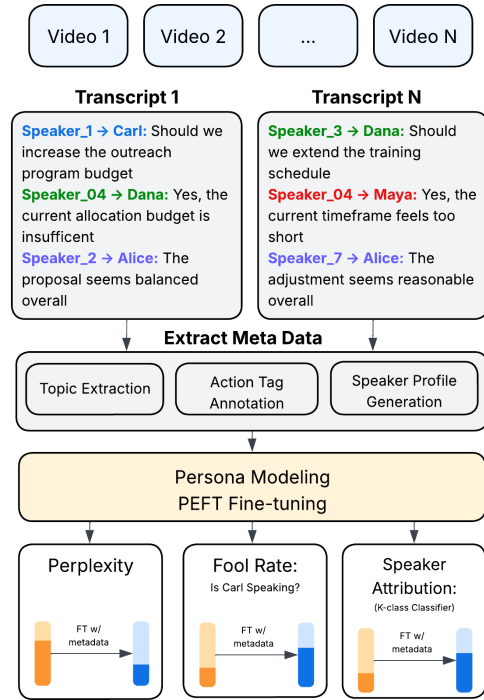 Video 1
Video 2
...
Video N
Transcript 1
Transcript N
Speaker_1 → Carl: Should we
increase the outreach
program budget
Speaker_04 → Dana: Yes, the
current allocation budget is
insufficent
Speaker_2 → Alice: The
proposal seems balanced
overall
Speaker_3 → Dana: Should
we extend the training
schedule
Speaker_04 → Maya: Yes, the
current timeframe feels too
short
Speaker_7 → Alice: The
adjustment seems reasonable
overall
Extract Meta Data
Topic Extraction
Action Tag
Annotation
Speaker Profile
Generation
Persona Modeling
PEFT Fine-tuning
Perplexity
FT w/
metadata
Fool Rate:
Is Carl Speaking?
FT w/
metadata
Speaker
Attribution:
(K-class Classifier)
FT w/
metadata